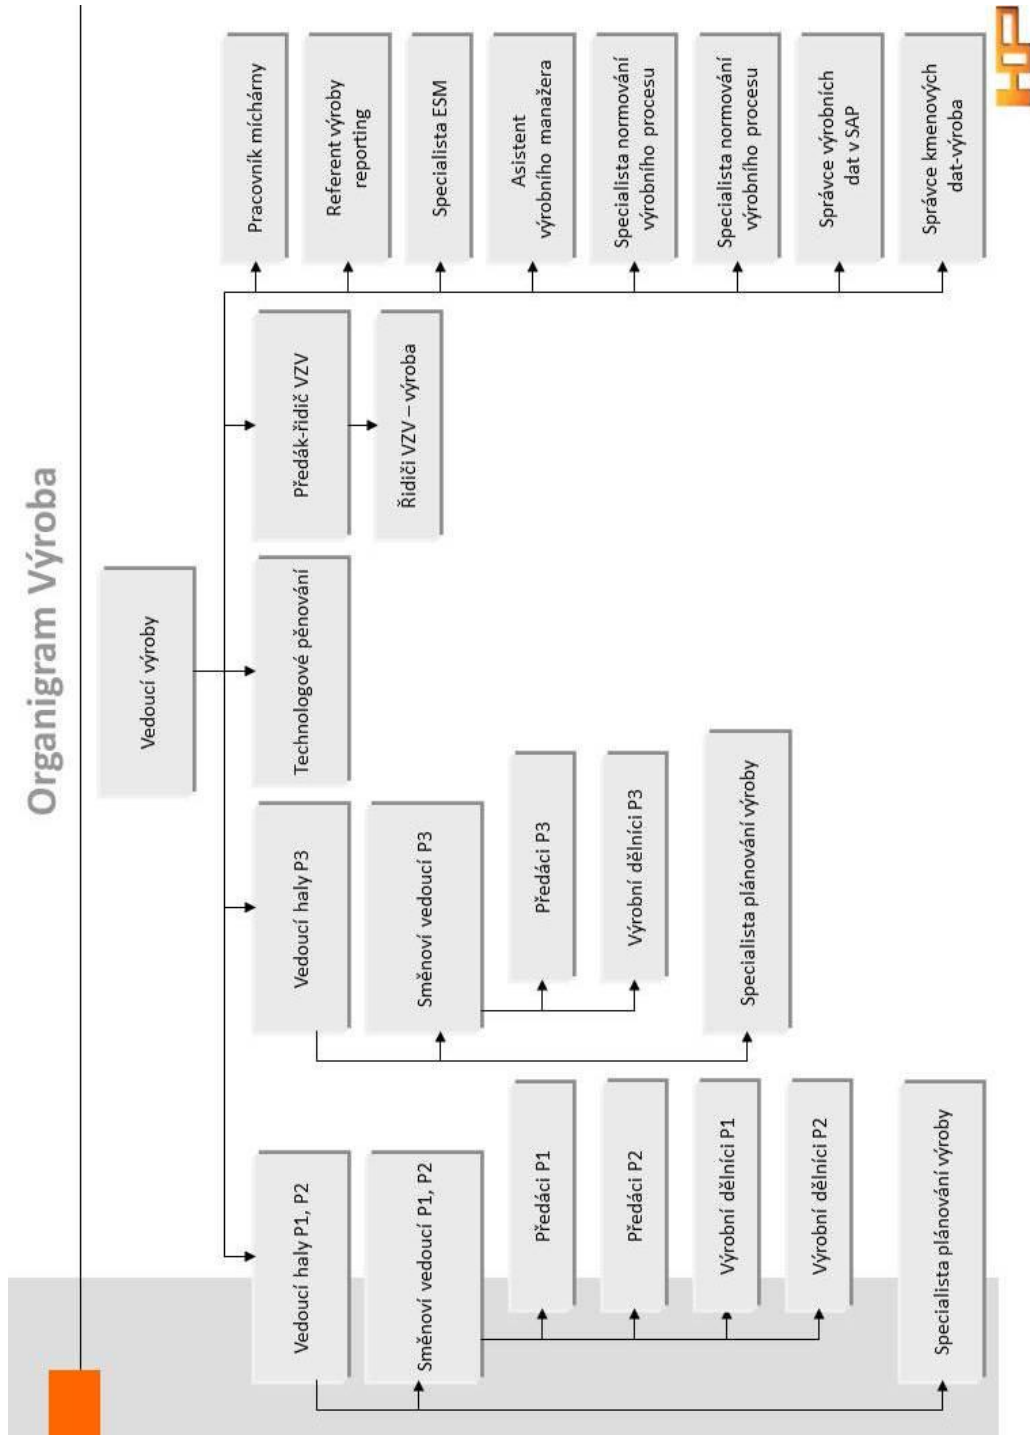 Organigram Výroba
Vedoucí výroby
Vedoucí haly P1, P2
Směnoví vedoucí P1, P2
Předáci P1
Předáci P2
Výrobní dělníci P1
Výrobní dělníci P2
Specialista plánování výroby
Vedoucí haly P3
Směnoví vedoucí P3
Předáci P3
Výrobní dělníci P3
Specialista plánování výroby
Technologové pěnování
Předák-řidič VZV
Řidiči VZV – výroba
Pracovník míchárny
Referent výroby
reporting
Specialista ESM
Asistent
výrobního manažera
Specialista normování
výrobního procesu
Specialista normování
výrobního procesu
Správce výrobních
dat v SAP
Správce kmenových
dat-výroba
HP